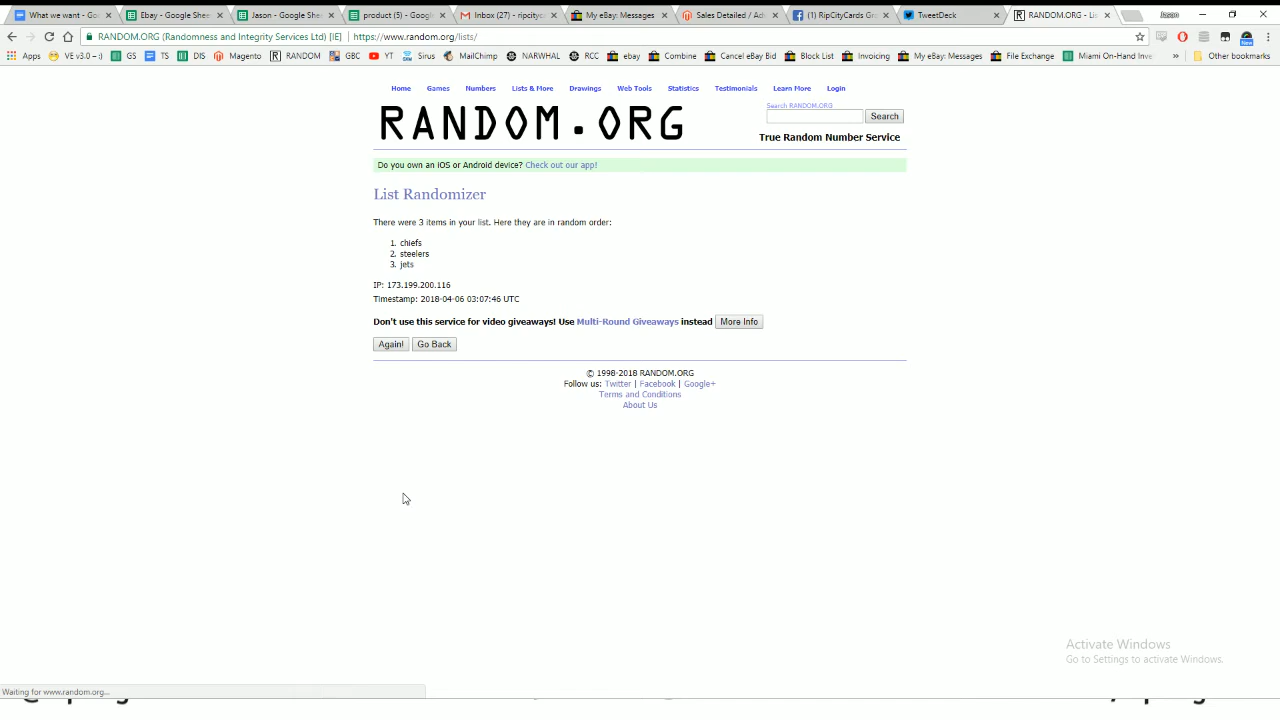 What we want - Go
Ebay - Google Shee
Jason - Google She
product (5) - Googl
Inbox (27) - ripcityc
My eBay: Messages
Sales Detailed / Ad
(1) RipCityCards Gr
TweetDeck
RANDOM.ORG - Li
Jason
RANDOM.ORG (Randomness and Integrity Services Ltd) [IE] https://www.random.org/lists/
Apps VE v3.0 – :) GS TS DIS Magento RANDOM GBC YT Sirus MailChimp NARWHAL RCC ebay Combine Cancel eBay Bid Block List Invoicing My eBay: Messages File Exchange Miami On-Hand Inve » Other bookmarks
Home Games Numbers Lists & More Drawings Web Tools Statistics Testimonials Learn More Login
RANDOM.ORG
Search RANDOM.ORG
Search
True Random Number Service
Do you own an iOS or Android device? Check out our app!
List Randomizer
There were 3 items in your list. Here they are in random order:
1. chiefs
2. steelers
3. jets
IP: 173.199.200.116
Timestamp: 2018-04-06 03:07:46 UTC
Don't use this service for video giveaways! Use Multi-Round Giveaways instead More Info
Again! Go Back
© 1998-2018 RANDOM.ORG
Follow us: Twitter | Facebook | Google+
Terms and Conditions
About Us
Activate Windows
Go to Settings to activate Windows.
Waiting for www.random.org...